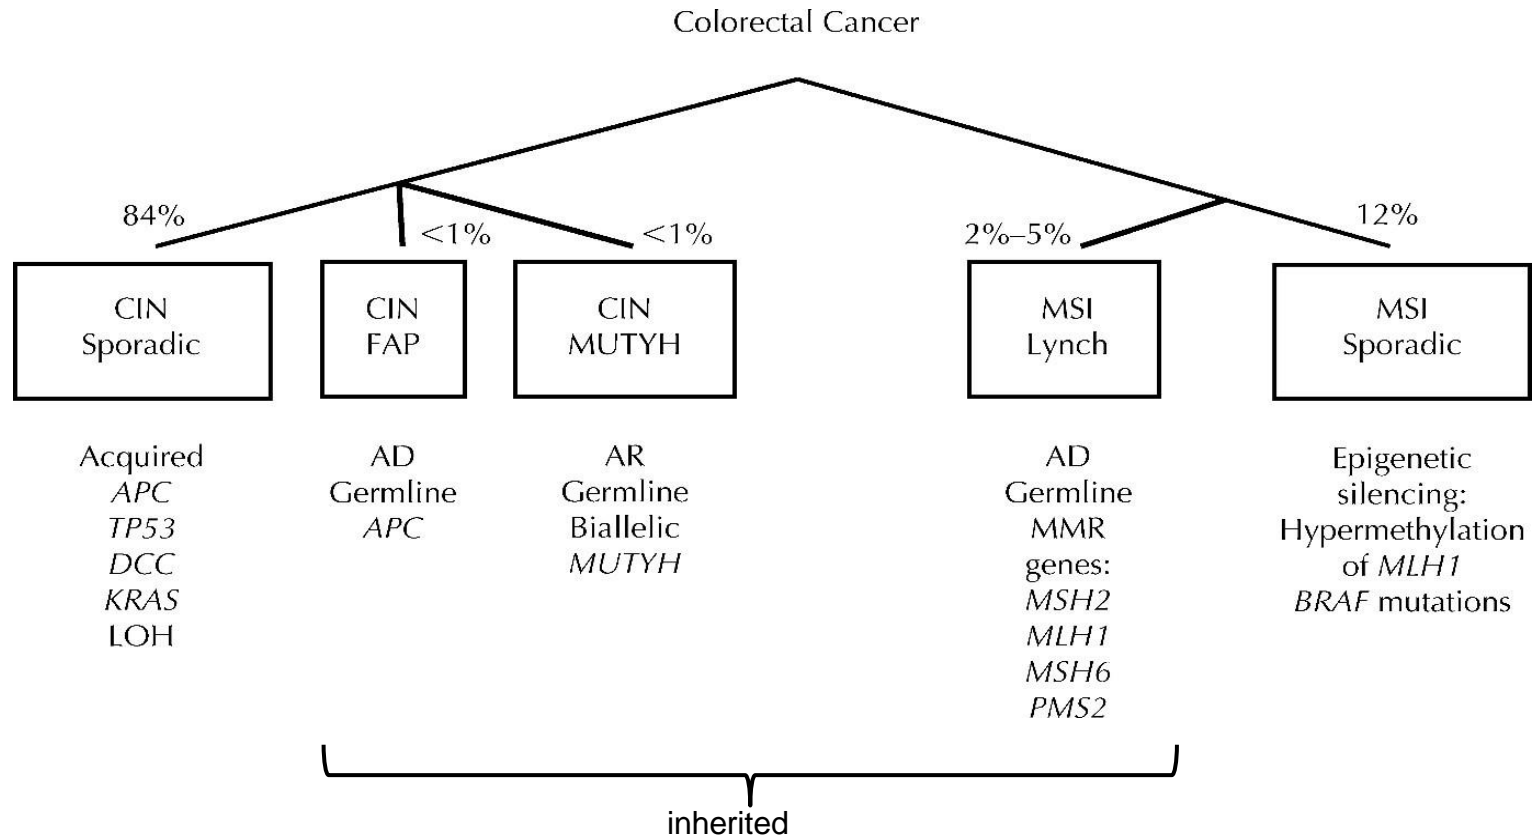 Colorectal Cancer
84%
<1%
<1%
2%–5%
12%
CIN
Sporadic
CIN
FAP
CIN
MUTYH
MSI
Lynch
MSI
Sporadic
Acquired
APC
TP53
DCC
KRAS
LOH
AD
Germline
APC
AR
Germline
Biallelic
MUTYH
AD
Germline
MMR
genes:
MSH2
MLH1
MSH6
PMS2
Epigenetic
silencing:
Hypermethylation
of MLH1
BRAF mutations
inherited